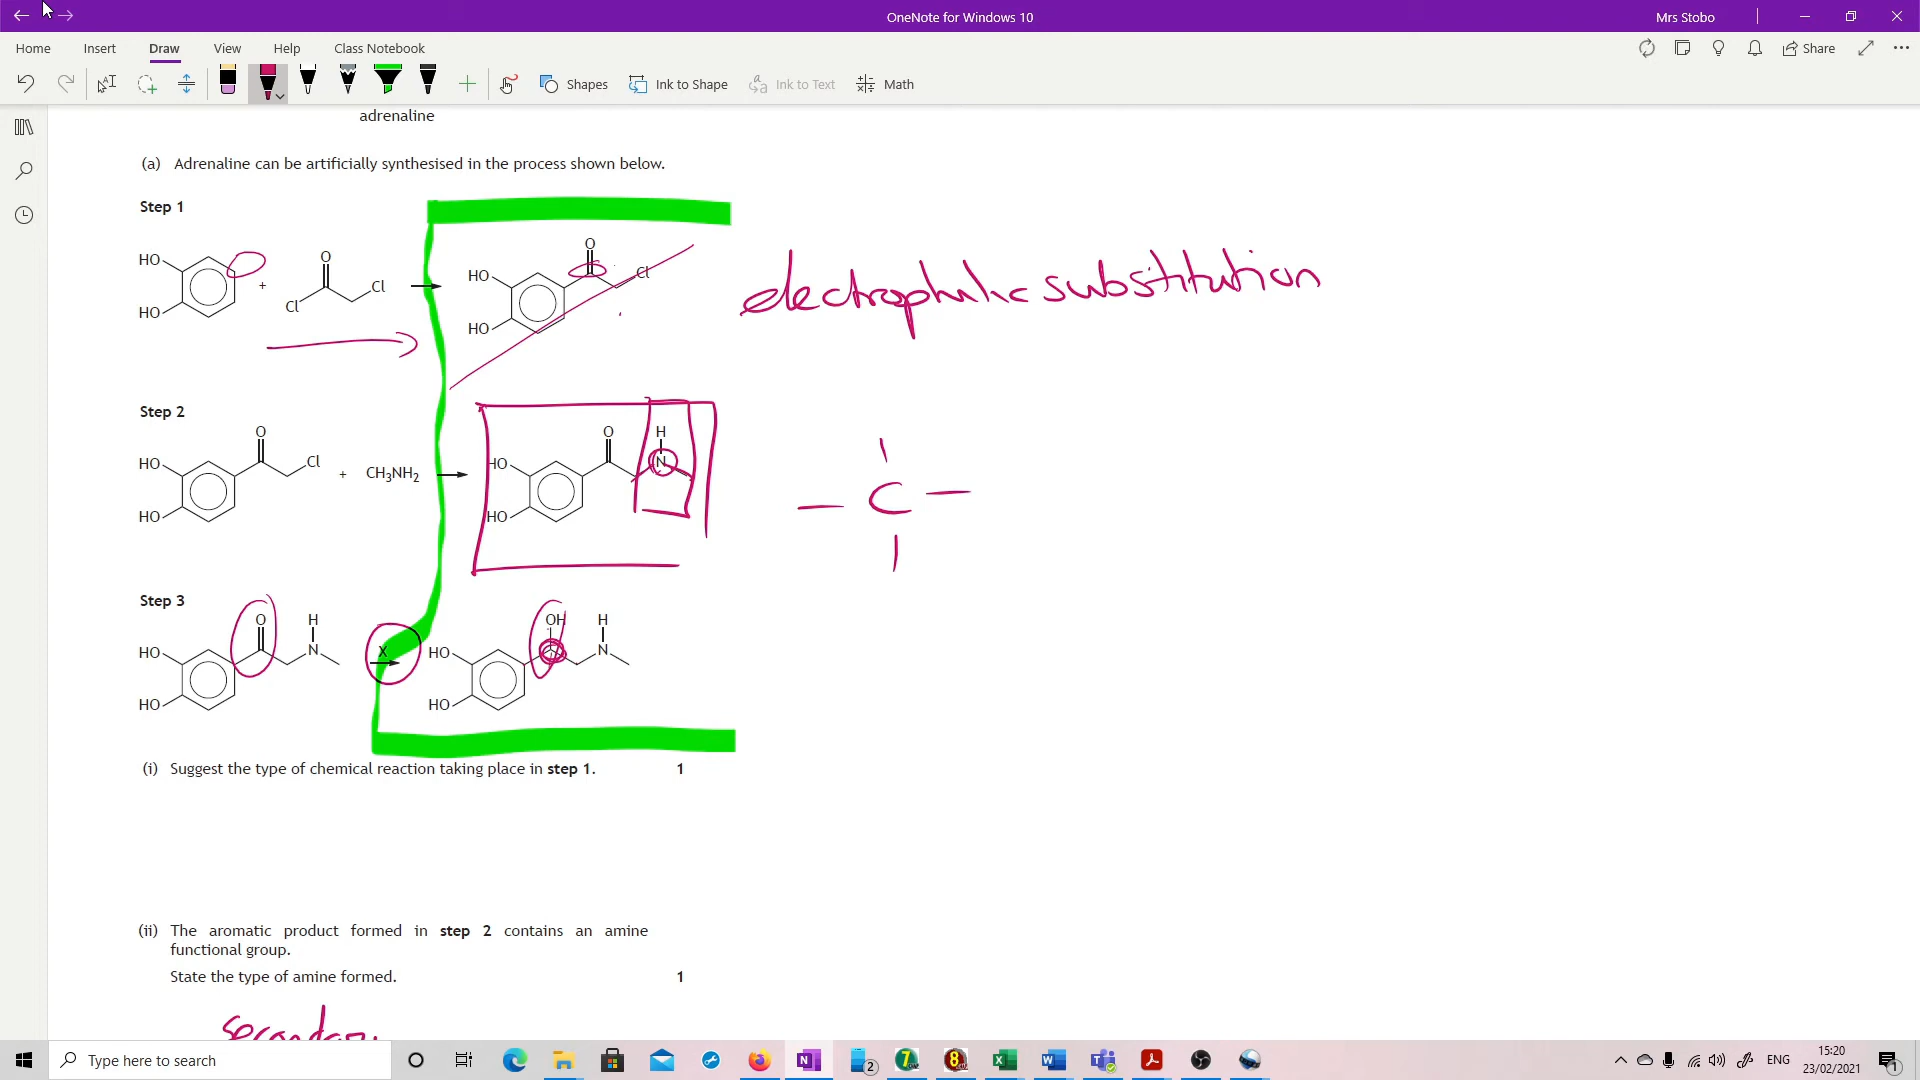 OneNote for Windows 10
Mrs Stobo
Home Insert Draw View Help Class Notebook
Share
Shapes Ink to Shape Ink to Text Math
adrenaline
(a) Adrenaline can be artificially synthesised in the process shown below.
Step 1
HO HO + O Cl Cl
HO HO O Cl
electrophilic substitution
Step 2
HO HO O Cl + CH₃NH₂
HO HO O H N
C
Step 3
HO HO O H N
X
HO HO OH H N
(i) Suggest the type of chemical reaction taking place in step 1. 1
(ii) The aromatic product formed in step 2 contains an amine
functional group.
State the type of amine formed. 1
secondary
Type here to search
2
7
8
ENG
15:20
23/02/2021
1